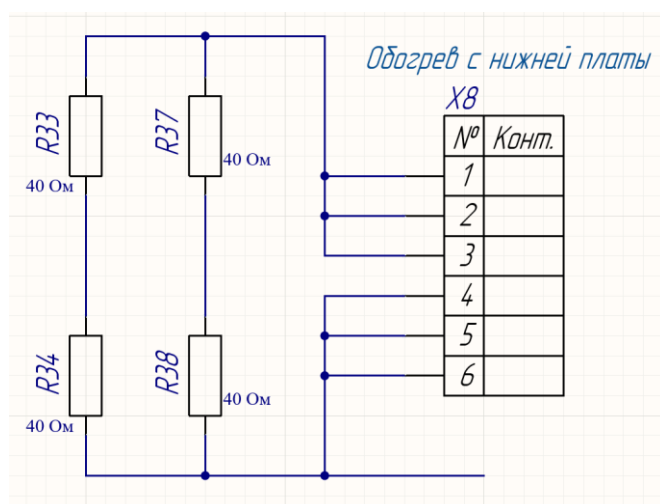 Обогрев с нижней платы
X8
№ Конт.
R33
40 Ом
R37
40 Ом
1
2
3
4
5
6
R34
40 Ом
R38
40 Ом